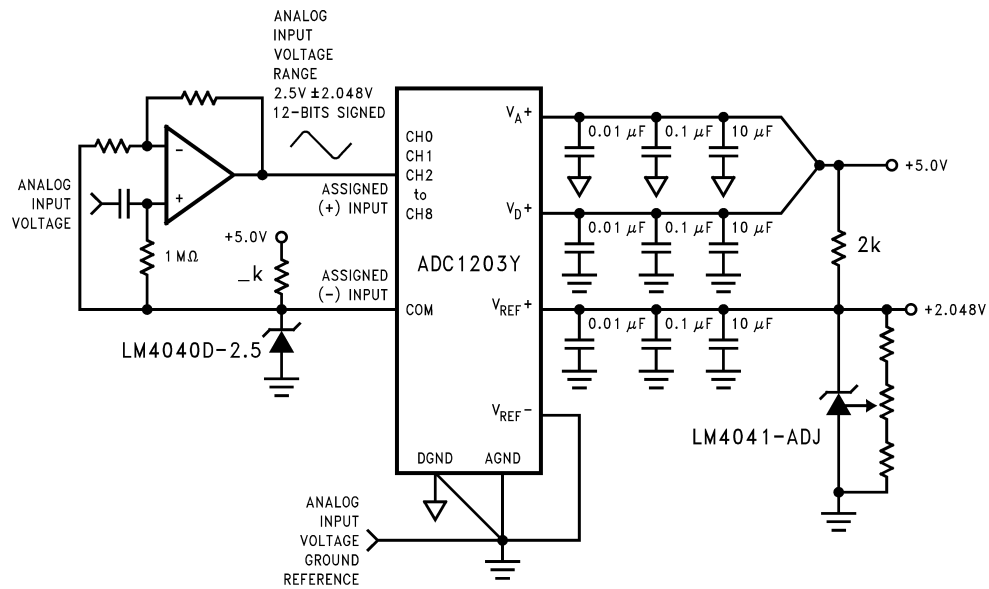 ANALOG
INPUT
VOLTAGE
RANGE
2.5V ±2.048V
12-BITS SIGNED
ANALOG
INPUT
VOLTAGE
−
+
1 MΩ
+5.0V
_k
LM4040D-2.5
ASSIGNED
(+) INPUT
ASSIGNED
(−) INPUT
CH0
CH1
CH2
to
CH8
COM
ADC1203Y
VA+
VD+
VREF+
VREF−
DGND
AGND
0.01 μF
0.1 μF
10 μF
0.01 μF
0.1 μF
10 μF
0.01 μF
0.1 μF
10 μF
+5.0V
2k
+2.048V
LM4041-ADJ
ANALOG
INPUT
VOLTAGE
GROUND
REFERENCE